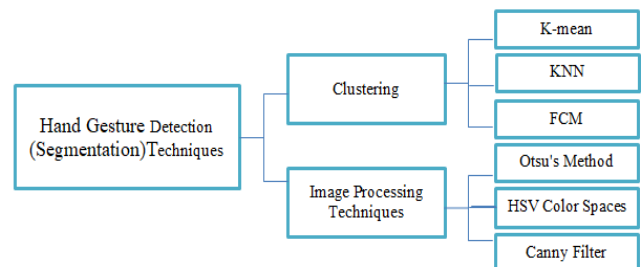 Hand Gesture Detection
(Segmentation)Techniques
Clustering
K-mean
KNN
FCM
Image Processing
Techniques
Otsu's Method
HSV Color Spaces
Canny Filter